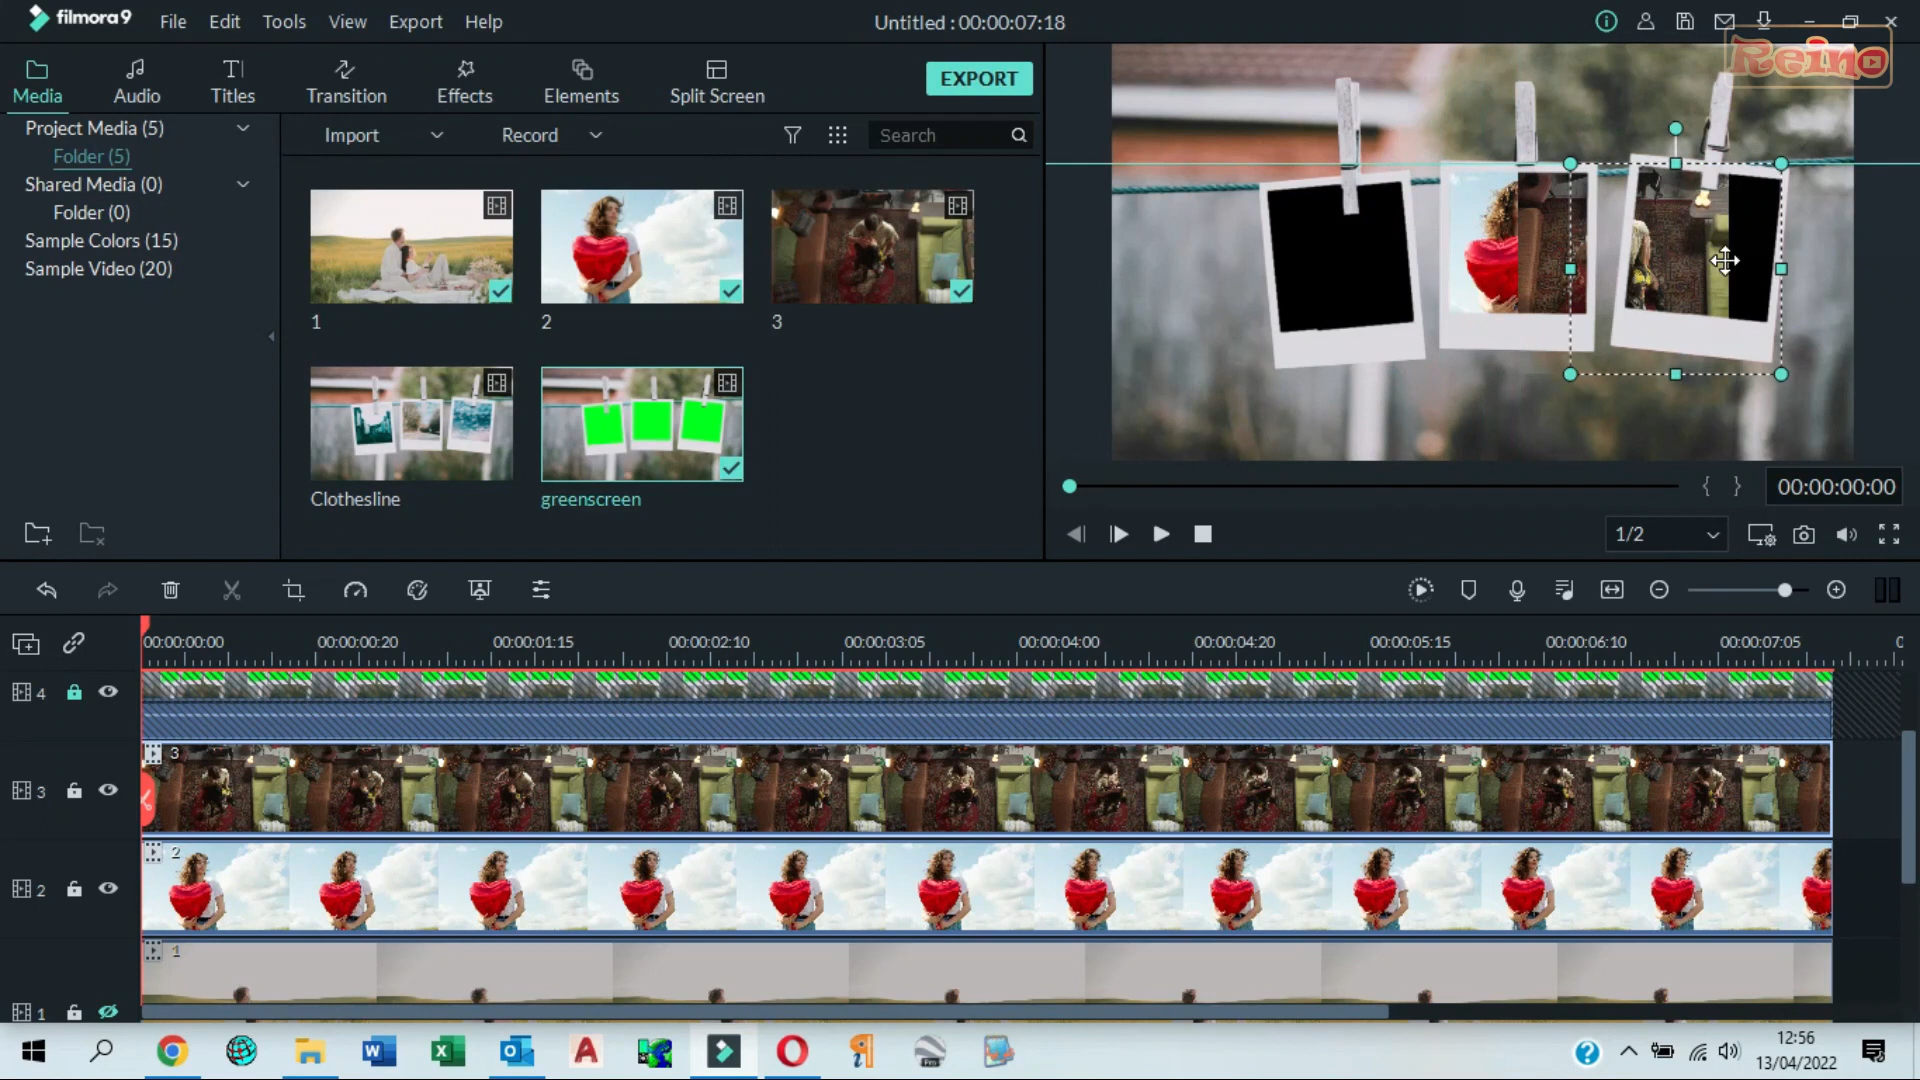 filmora9 File Edit Tools View Export Help Untitled : 00:00:07:18
Reino
Media Audio Titles Transition Effects Elements Split Screen EXPORT
Project Media (5)
Folder (5)
Shared Media (0)
Folder (0)
Sample Colors (15)
Sample Video (20)
Import Record Search
1 2 3
Clothesline greenscreen
{ } 00:00:00:00
1/2
00:00:00:00 00:00:00:20 00:00:01:15 00:00:02:10 00:00:03:05 00:00:04:00 00:00:04:20 00:00:05:15 00:00:06:10 00:00:07:05 0
4
3
3
2
2
1
1
12:56
13/04/2022